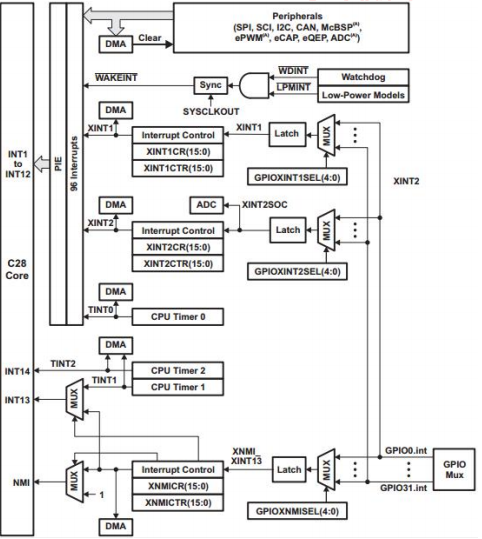 Peripherals
(SPI, SCI, I2C, CAN, McBSP(A),
ePWM(A), eCAP, eQEP, ADC(A))
DMA
Clear
WAKEINT
Sync
WDINT
Watchdog
LPMINT
Low-Power Models
SYSCLKOUT
DMA
XINT1
Interrupt Control
XINT1CR(15:0)
XINT1CTR(15:0)
XINT1
Latch
MUX
GPIOXINT1SEL(4:0)
INT1
to
INT12
PIE
96 Interrupts
XINT2
DMA
XINT2
Interrupt Control
XINT2CR(15:0)
XINT2CTR(15:0)
ADC
XINT2SOC
Latch
MUX
GPIOXINT2SEL(4:0)
C28
Core
DMA
TINT0
CPU Timer 0
DMA
INT14
TINT2
CPU Timer 2
TINT1
CPU Timer 1
INT13
MUX
NMI
MUX
1
Interrupt Control
XNMICR(15:0)
XNMICTR(15:0)
DMA
XNMI_
XINT13
Latch
MUX
GPIOXNMISEL(4:0)
GPIO0.int
GPIO31.int
GPIO
Mux